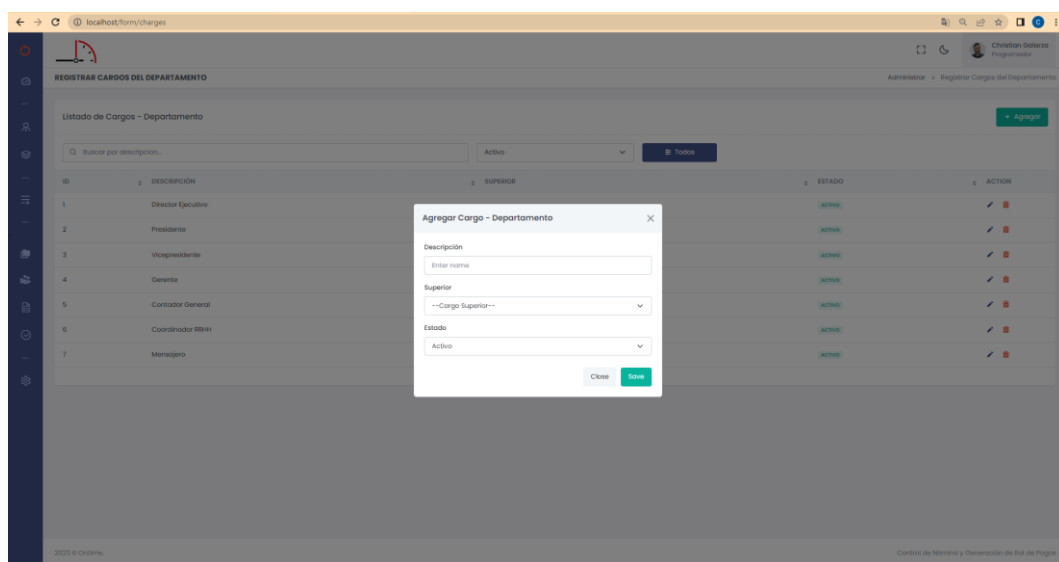 localhost/form/charges
Christian Galarza
Programador
REGISTRAR CARGOS DEL DEPARTAMENTO
Administrar > Registrar Cargos del Departamento
Listado de Cargos - Departamento
+ Agregar
Buscar por descripcion...
Activo
Todos
ID DESCRIPCIÓN SUPERIOR ESTADO ACTION
1 Director Ejecutivo ACTIVO
2 Presidente ACTIVO
3 Vicepresidente ACTIVO
4 Gerente ACTIVO
5 Contador General ACTIVO
6 Coordinador RRHH ACTIVO
7 Mensajero ACTIVO
Agregar Cargo - Departamento
Descripción
Enter name
Superior
--Cargo Superior--
Estado
Activo
Close Save
2023 © Ontime.
Control de Nómina y Generación de Rol de Pagos